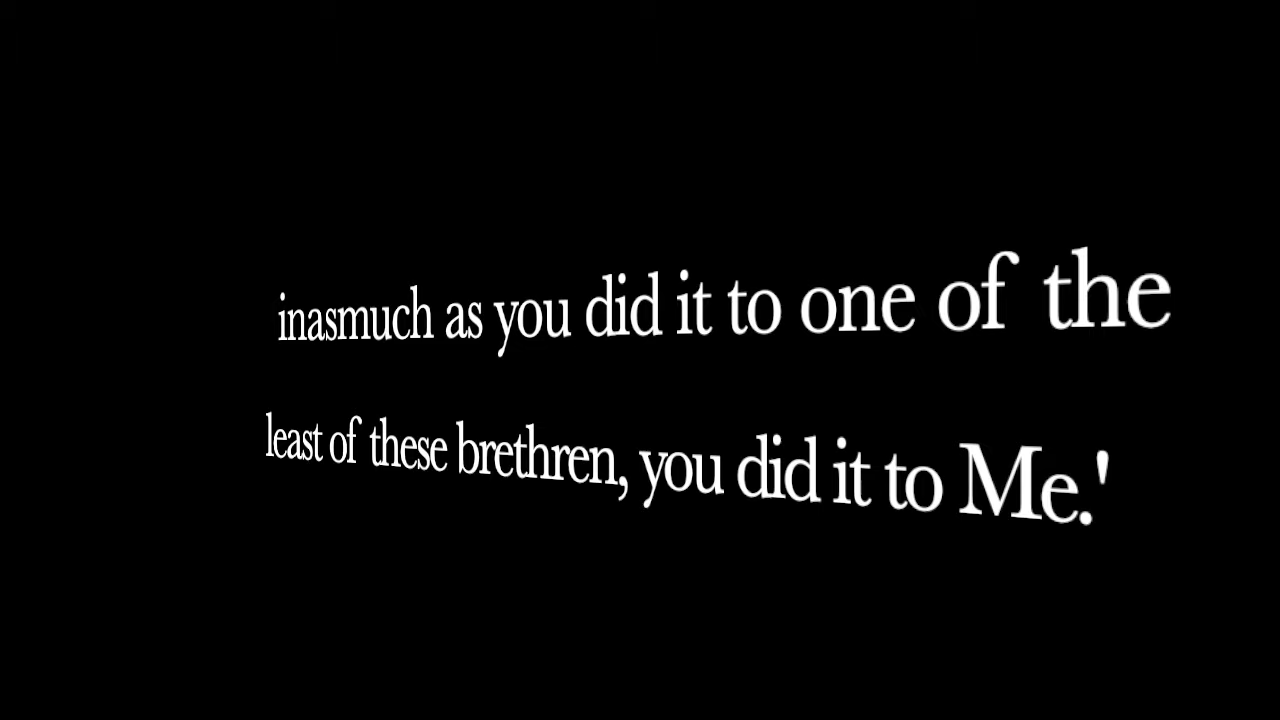 inasmuch as you did it to one of the
least of these brethren, you did it to Me.'